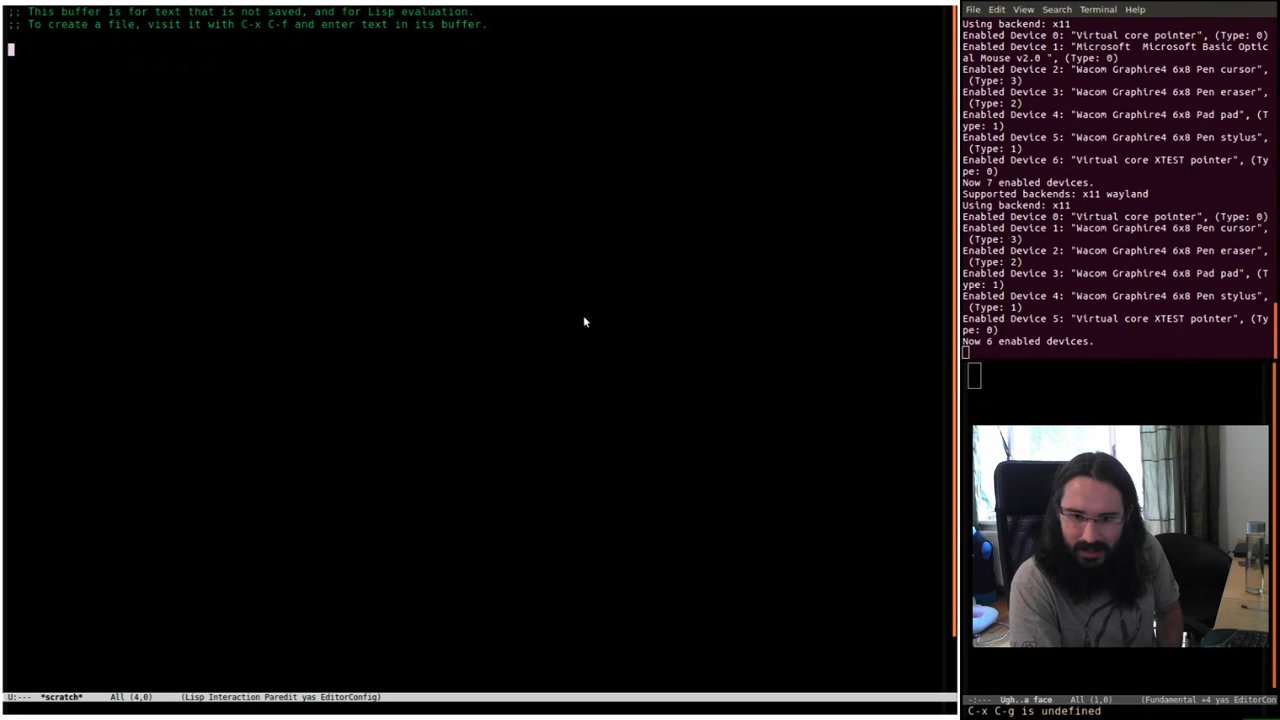 ;; This buffer is for text that is not saved, and for Lisp evaluation.
;; To create a file, visit it with C-x C-f and enter text in its buffer.
U:--- *scratch* All (4,0) (Lisp Interaction Paredit yas EditorConfig)
File Edit View Search Terminal Help
Using backend: x11
Enabled Device 0: "Virtual core pointer", (Type: 0)
Enabled Device 1: "Microsoft  Microsoft Basic Optic
al Mouse v2.0 ", (Type: 0)
Enabled Device 2: "Wacom Graphire4 6x8 Pen cursor",
 (Type: 3)
Enabled Device 3: "Wacom Graphire4 6x8 Pen eraser",
 (Type: 2)
Enabled Device 4: "Wacom Graphire4 6x8 Pad pad", (T
ype: 1)
Enabled Device 5: "Wacom Graphire4 6x8 Pen stylus",
 (Type: 1)
Enabled Device 6: "Virtual core XTEST pointer", (Ty
pe: 0)
Now 7 enabled devices.
Supported backends: x11 wayland
Using backend: x11
Enabled Device 0: "Virtual core pointer", (Type: 0)
Enabled Device 1: "Wacom Graphire4 6x8 Pen cursor",
 (Type: 3)
Enabled Device 2: "Wacom Graphire4 6x8 Pen eraser",
 (Type: 2)
Enabled Device 3: "Wacom Graphire4 6x8 Pad pad", (T
ype: 1)
Enabled Device 4: "Wacom Graphire4 6x8 Pen stylus",
 (Type: 1)
Enabled Device 5: "Virtual core XTEST pointer", (Ty
pe: 0)
Now 6 enabled devices.
-:--- Ugh..a face All (1,0) (Fundamental +4 yas EditorCon
C-x C-g is undefined